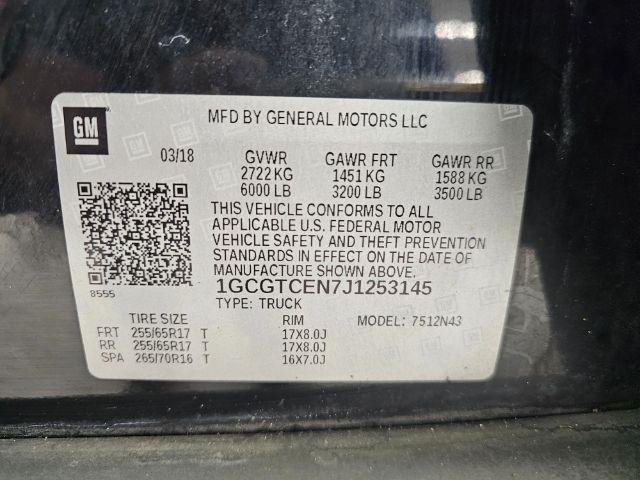 GM
MFD BY GENERAL MOTORS LLC
03/18 GVWR GAWR FRT GAWR RR
2722 KG 1451 KG 1588 KG
6000 LB 3200 LB 3500 LB
THIS VEHICLE CONFORMS TO ALL
APPLICABLE U.S. FEDERAL MOTOR
VEHICLE SAFETY AND THEFT PREVENTION
STANDARDS IN EFFECT ON THE DATE OF
MANUFACTURE SHOWN ABOVE.
8555
1GCGTCEN7J1253145
TYPE: TRUCK
TIRE SIZE RIM MODEL: 7512N43
FRT 255/65R17 T 17X8.0J
RR 255/65R17 T 17X8.0J
SPA 265/70R16 T 16X7.0J